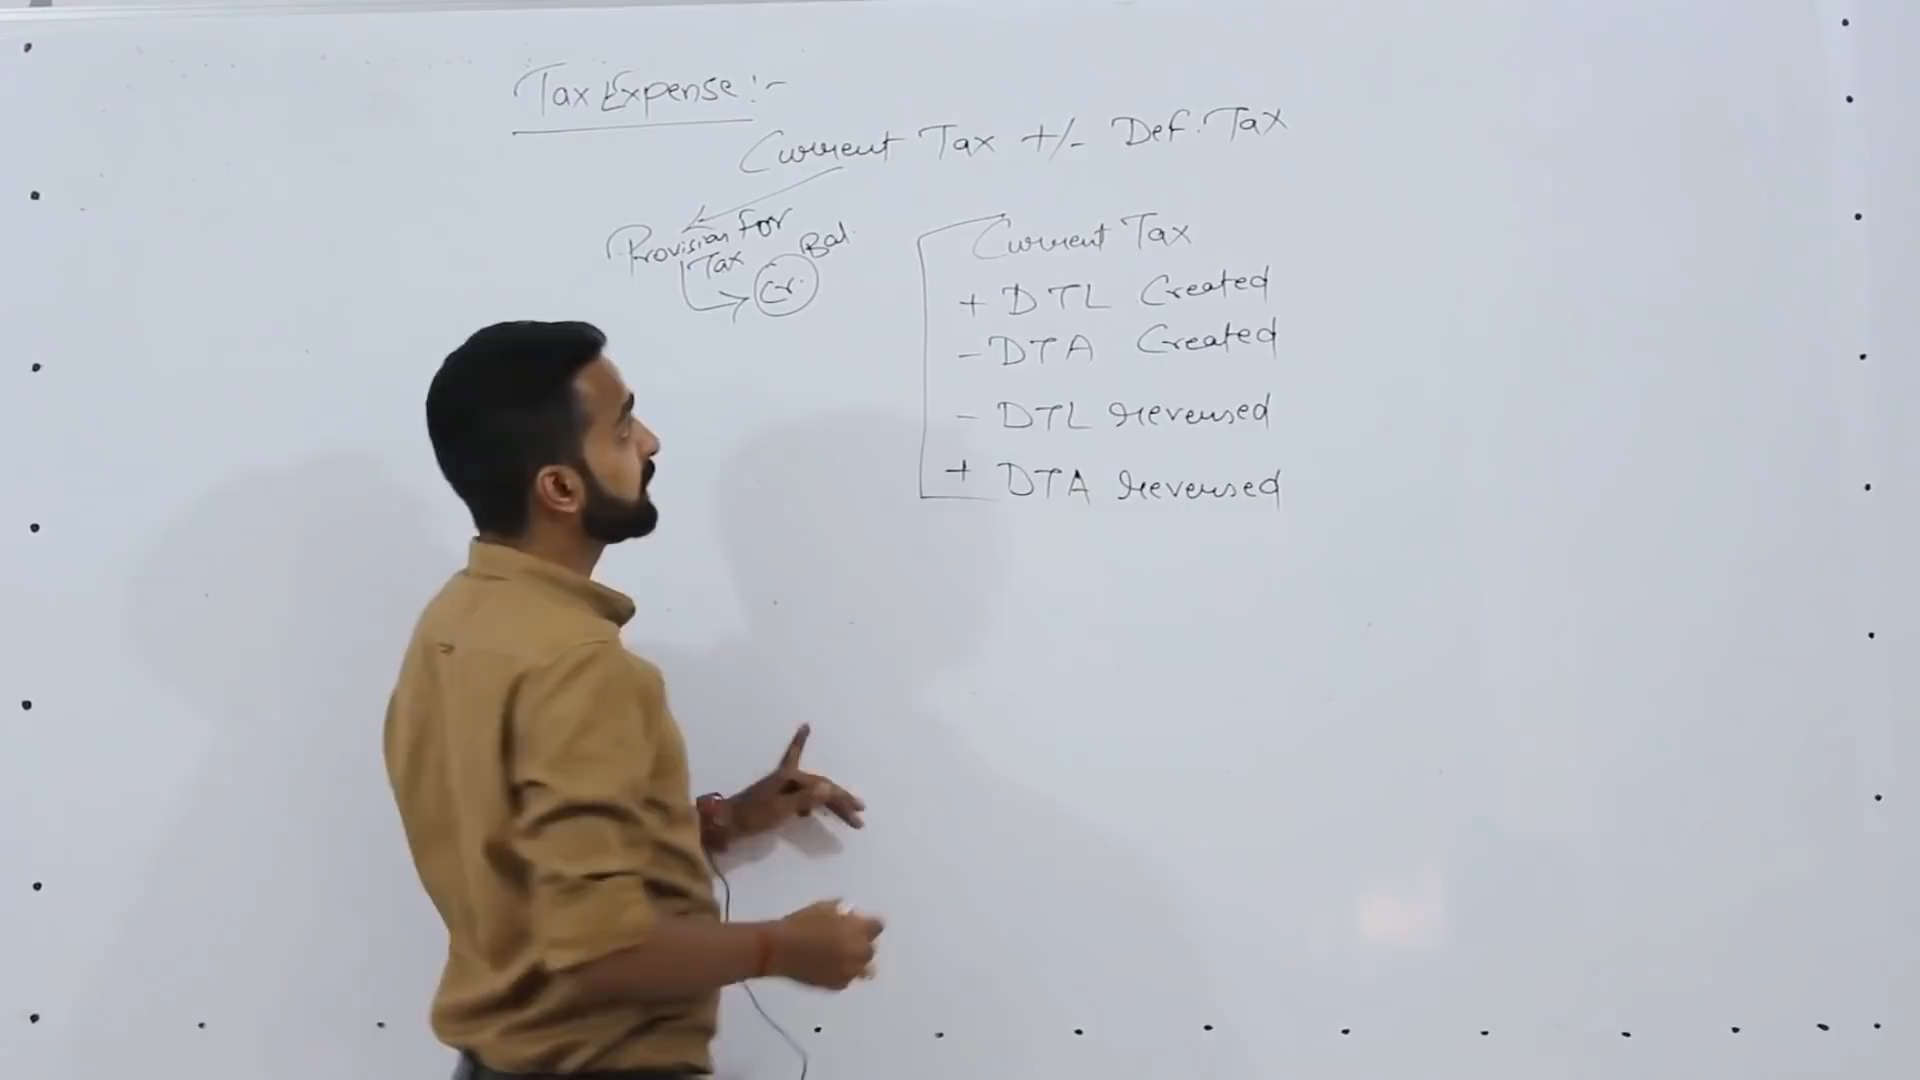 Tax Expense :-
Current Tax +/- Def. Tax
Provision For
Tax
Cr. Bal.
Current Tax
+ DTL Created
- DTA Created
- DTL reversed
+ DTA reversed